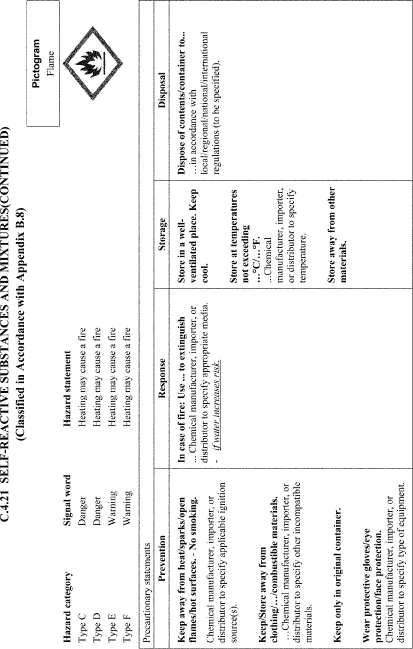 C.4.21 SELF-REACTIVE SUBSTANCES AND MIXTURES(CONTINUED)
(Classified in Accordance with Appendix B.8)
Pictogram
Flame
Hazard category Signal word Hazard statement
Type C Danger Heating may cause a fire
Type D Danger Heating may cause a fire
Type E Warning Heating may cause a fire
Type F Warning Heating may cause a fire
Precautionary statements
Prevention Response Storage Disposal
Keep away from heat/sparks/open
flames/hot surfaces. - No smoking.
Chemical manufacturer, importer, or
distributor to specify applicable ignition
source(s).
Keep/Store away from
clothing/…/combustible materials.
…Chemical manufacturer, importer, or
distributor to specify other incompatible
materials.
Keep only in original container.
Wear protective gloves/eye
protection/face protection.
Chemical manufacturer, importer, or
distributor to specify type of equipment.
In case of fire: Use ... to extinguish
... Chemical manufacturer, importer, or
distributor to specify appropriate media.
- if water increases risk.
Store in a well-
ventilated place. Keep
cool.
Store at temperatures
not exceeding
…°C/…°F.
…Chemical
manufacturer, importer,
or distributor to specify
temperature.
Store away from other
materials.
Dispose of contents/container to...
…in accordance with
local/regional/national/international
regulations (to be specified).